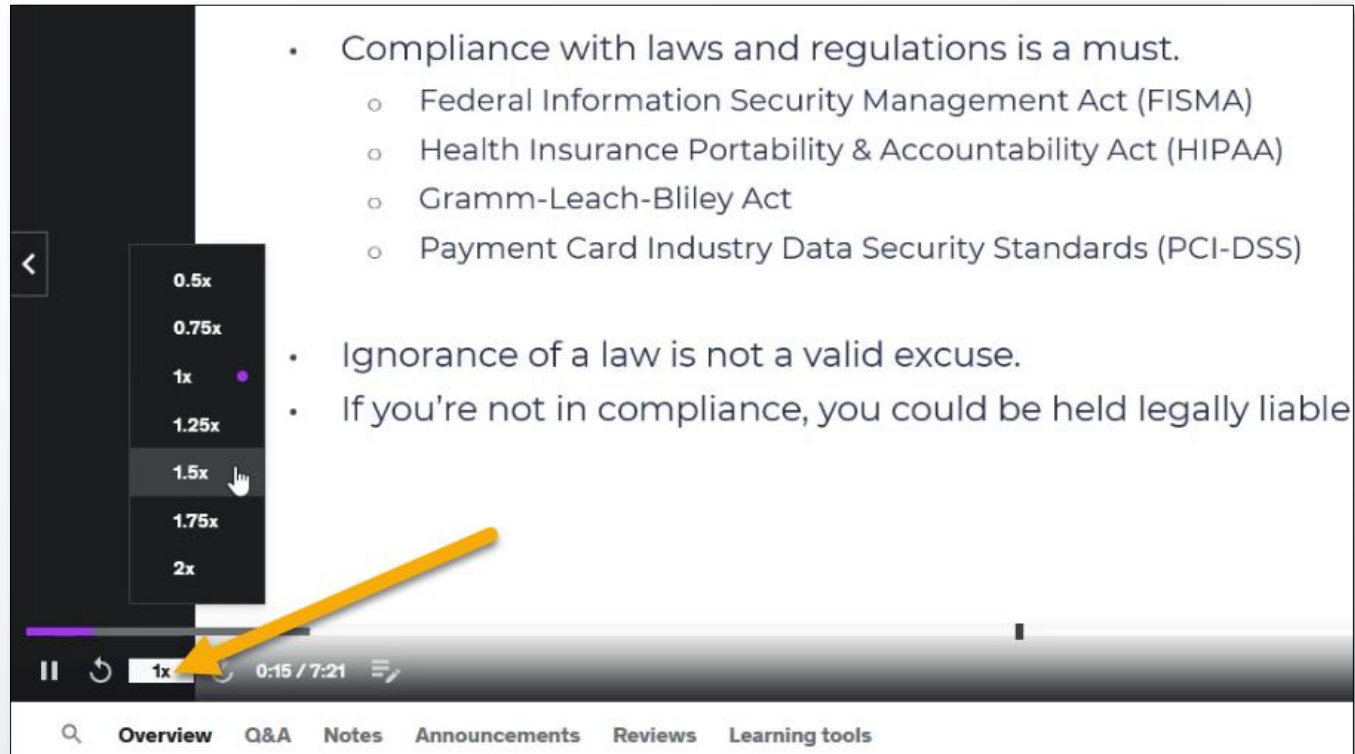 • Compliance with laws and regulations is a must.
o Federal Information Security Management Act (FISMA)
o Health Insurance Portability & Accountability Act (HIPAA)
o Gramm-Leach-Bliley Act
o Payment Card Industry Data Security Standards (PCI-DSS)
• Ignorance of a law is not a valid excuse.
• If you're not in compliance, you could be held legally liable
0.5x
0.75x
1x
1.25x
1.5x
1.75x
2x
1x 0:15 / 7:21
Overview Q&A Notes Announcements Reviews Learning tools